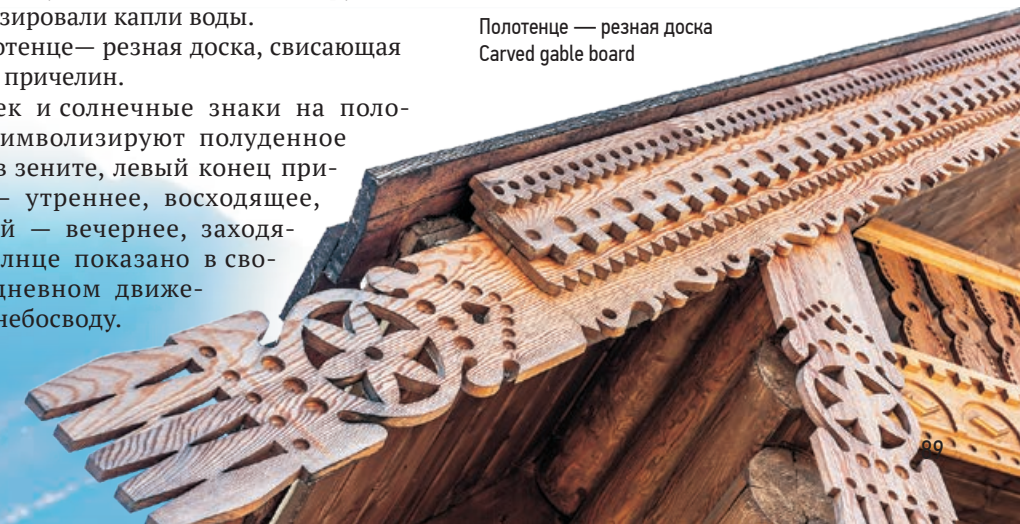 зировали капли воды.
отенце— резная доска, свисающая
причелин.
ек и солнечные знаки на поло-
имволизируют полуденное
в зените, левый конец при-
– утреннее, восходящее,
й — вечернее, заходя-
лнце показано в сво-
дневном движе-
небосводу.
Полотенце — резная доска
Carved gable board